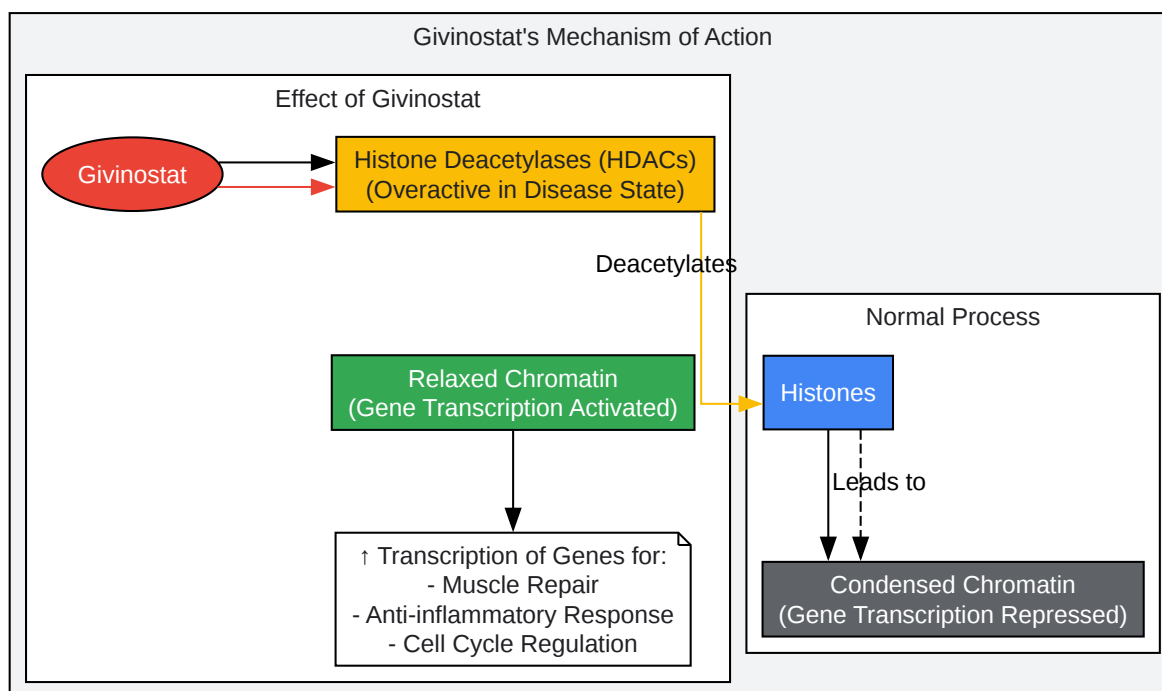 Givinostat's Mechanism of Action
Effect of Givinostat
Givinostat
Histone Deacetylases (HDACs)
(Overactive in Disease State)
Deacetylates
Normal Process
Relaxed Chromatin
(Gene Transcription Activated)
Histones
Leads to
↑ Transcription of Genes for:
- Muscle Repair
- Anti-inflammatory Response
- Cell Cycle Regulation
Condensed Chromatin
(Gene Transcription Repressed)